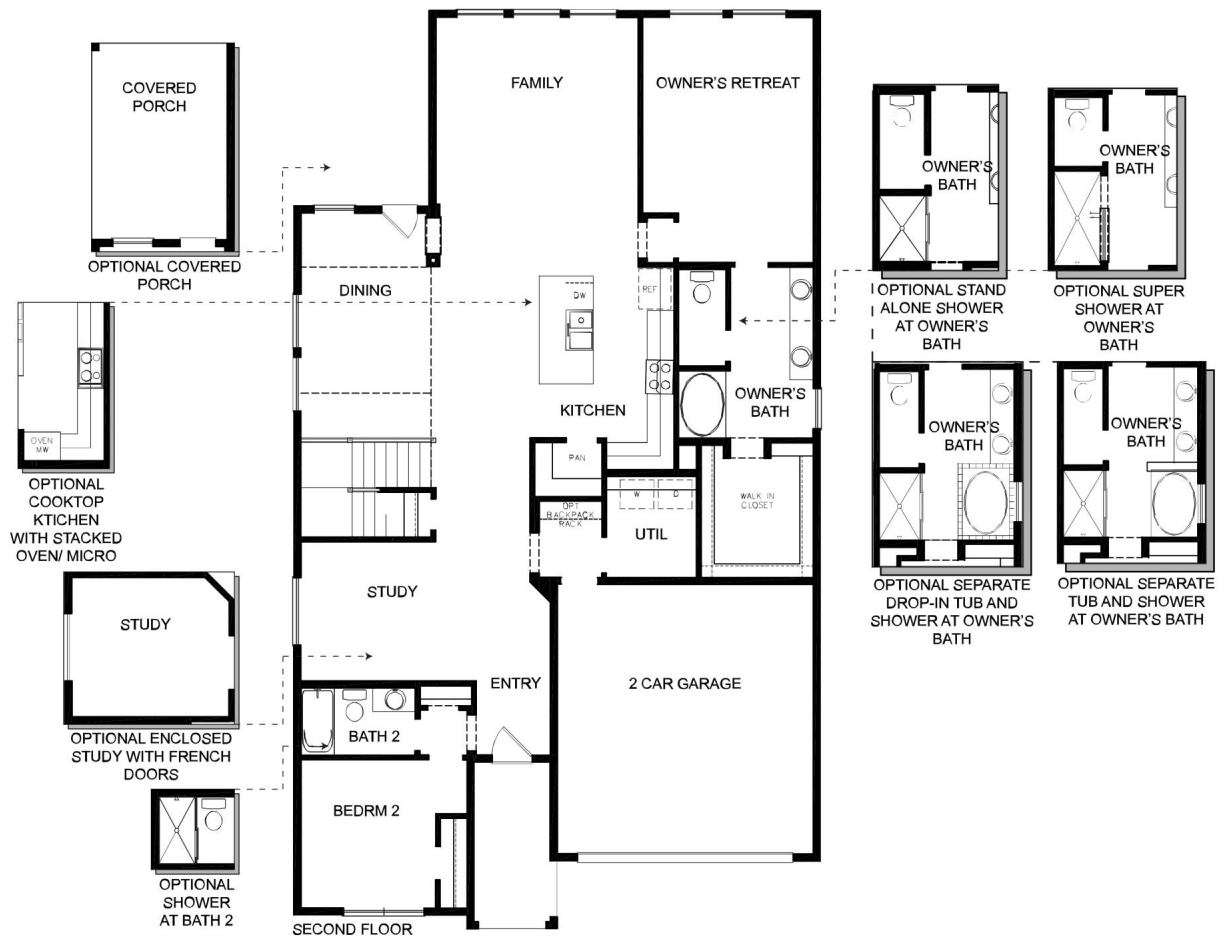 COVERED
PORCH
OPTIONAL COVERED
PORCH
FAMILY
OWNER'S RETREAT
OWNER'S
BATH
OPTIONAL STAND
ALONE SHOWER
AT OWNER'S
BATH
OWNER'S
BATH
OPTIONAL SUPER
SHOWER AT
OWNER'S
BATH
DINING
DW
REF
KITCHEN
OWNER'S
BATH
OVEN
MW
OPTIONAL
COOKTOP
KTICHEN
WITH STACKED
OVEN/ MICRO
PAN
OPT
BACKPACK
RACK
W
D
UTIL
WALK IN
CLOSET
OWNER'S
BATH
OPTIONAL SEPARATE
DROP-IN TUB AND
SHOWER AT OWNER'S
BATH
OWNER'S
BATH
OPTIONAL SEPARATE
TUB AND SHOWER
AT OWNER'S BATH
STUDY
STUDY
OPTIONAL ENCLOSED
STUDY WITH FRENCH
DOORS
ENTRY
2 CAR GARAGE
BATH 2
BEDRM 2
OPTIONAL
SHOWER
AT BATH 2
SECOND FLOOR